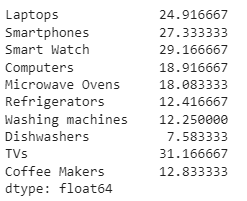 Laptops 24.916667
Smartphones 27.333333
Smart Watch 29.166667
Computers 18.916667
Microwave Ovens 18.083333
Refrigerators 12.416667
Washing machines 12.250000
Dishwashers 7.583333
TVs 31.166667
Coffee Makers 12.833333
dtype: float64